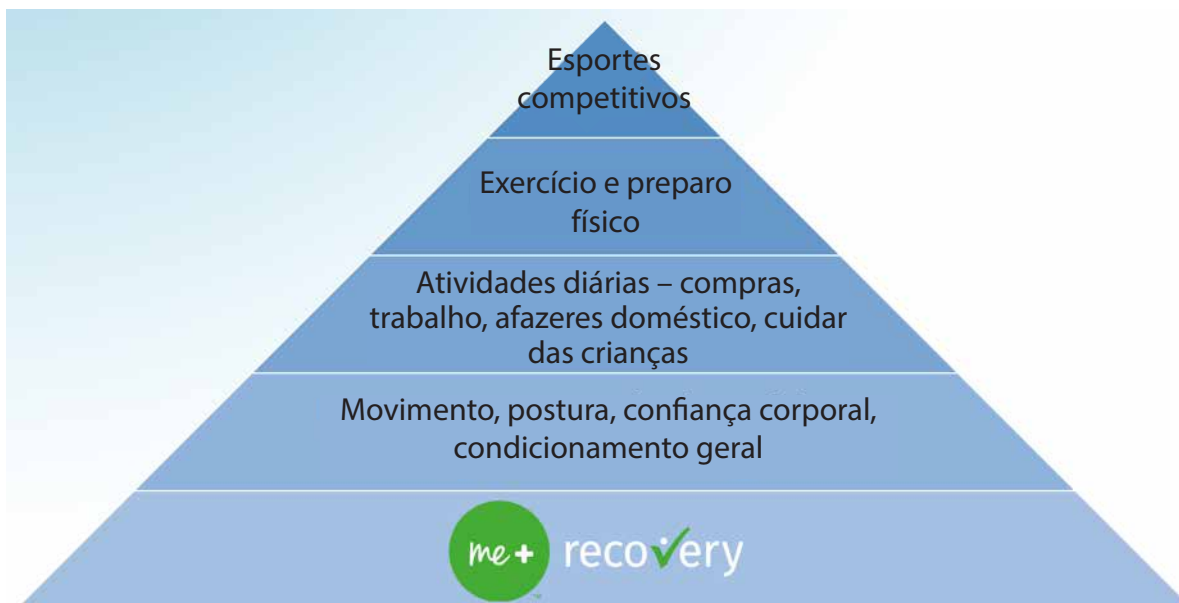 Esportes
competitivos
Exercício e preparo
físico
Atividades diárias – compras,
trabalho, afazeres doméstico, cuidar
das crianças
Movimento, postura, confiança corporal,
condicionamento geral
me+ recovery